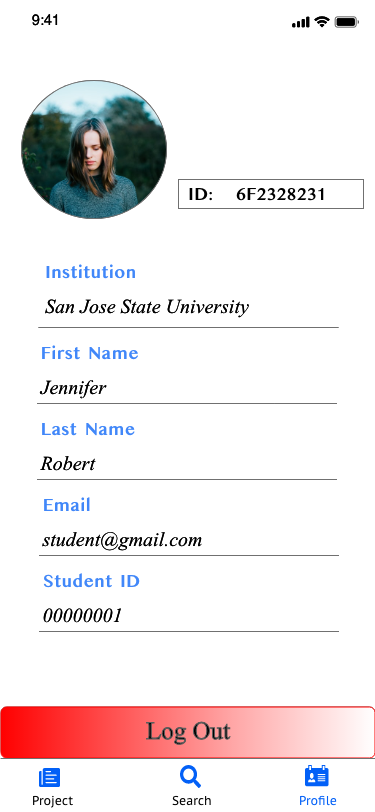 9:41
ID: 6F2328231
Institution
San Jose State University
First Name
Jennifer
Last Name
Robert
Email
student@gmail.com
Student ID
00000001
Log Out
Project Search Profile